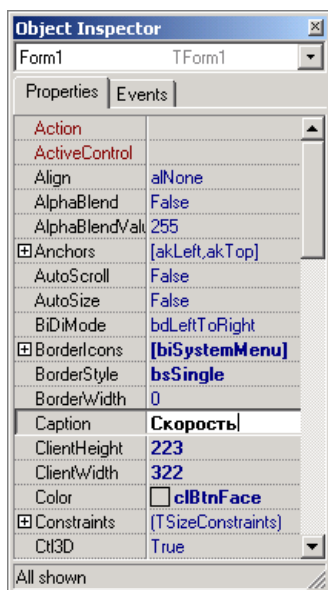 Object Inspector
Form1 TForm1
Properties Events
Action
ActiveControl
Align alNone
AlphaBlend False
AlphaBlendValu 255
Anchors [akLeft,akTop]
AutoScroll False
AutoSize False
BiDiMode bdLeftToRight
BorderIcons [biSystemMenu]
BorderStyle bsSingle
BorderWidth 0
Caption Скорость
ClientHeight 223
ClientWidth 322
Color clBtnFace
Constraints (TSizeConstraints)
Ctl3D True
All shown